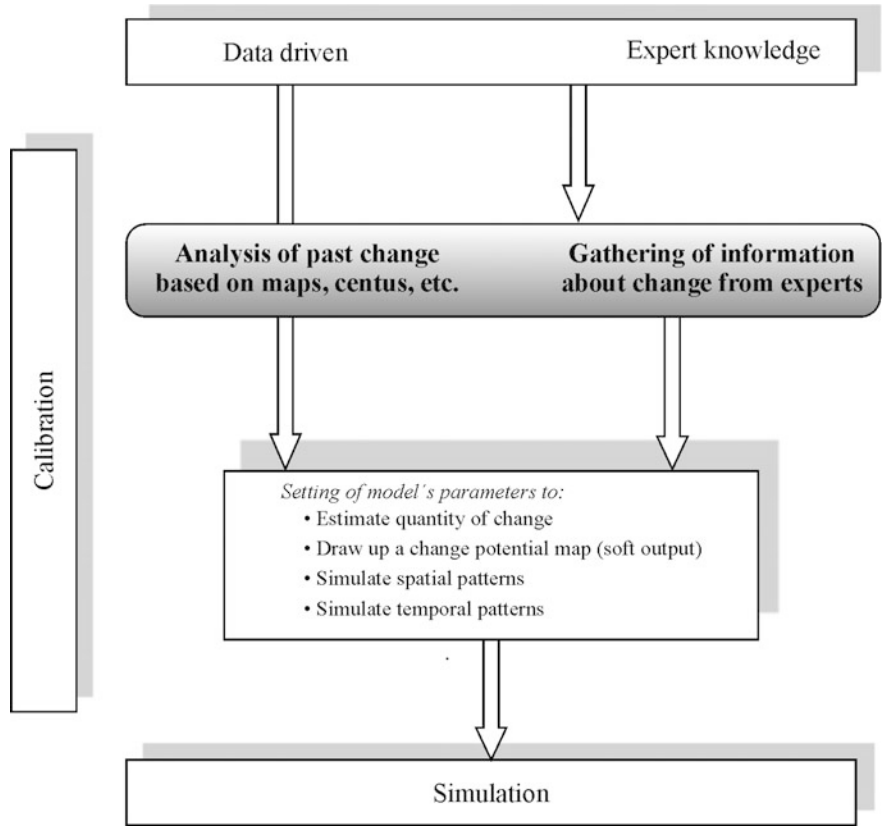 Data driven
Expert knowledge
Calibration
Analysis of past change
based on maps, centus, etc.
Gathering of information
about change from experts
Setting of model´s parameters to:
• Estimate quantity of change
• Draw up a change potential map (soft output)
• Simulate spatial patterns
• Simulate temporal patterns
Simulation